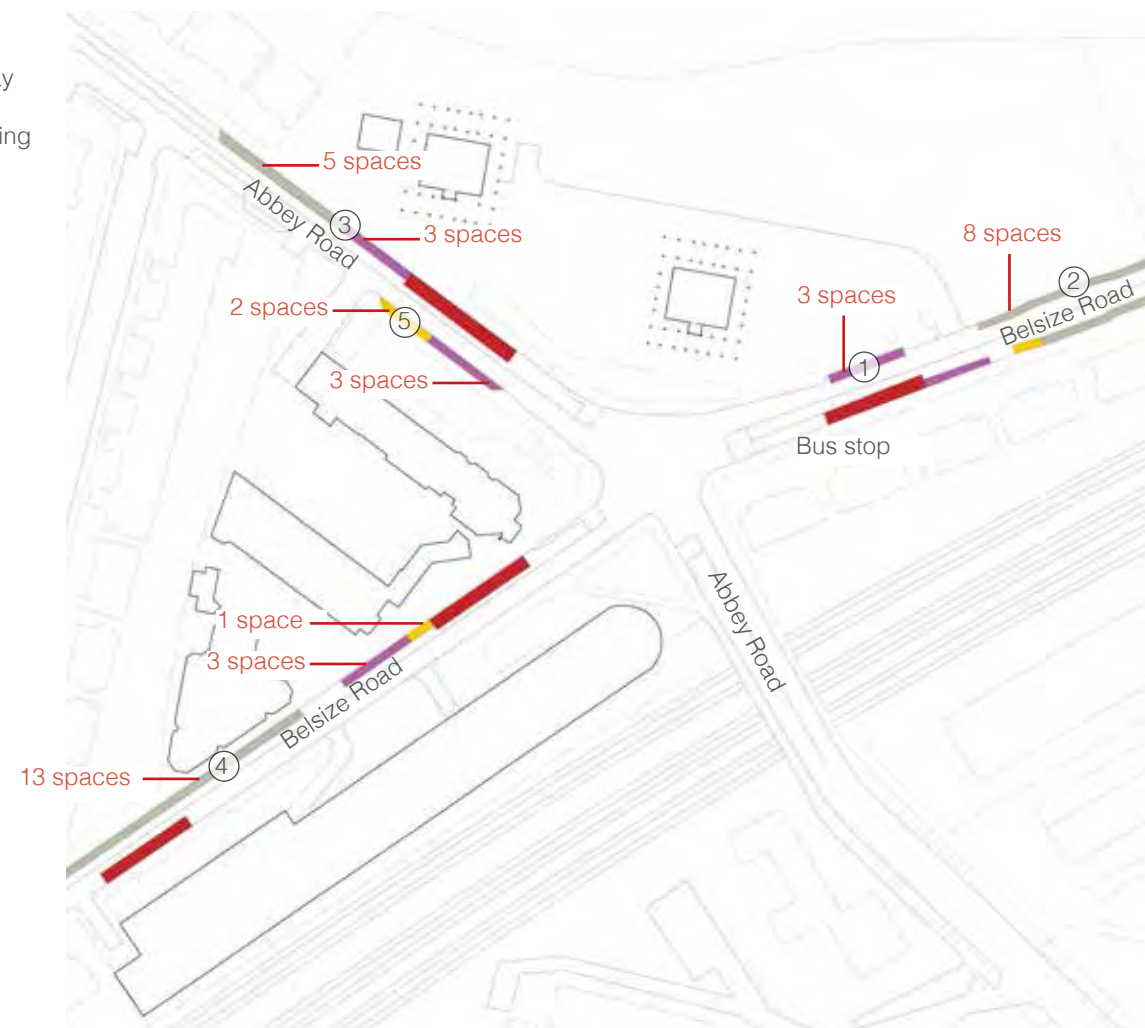 5 spaces
Abbey Road
3
3 spaces
8 spaces
2
3 spaces
Belsize Road
2 spaces
5
1
3 spaces
Bus stop
Abbey Road
1 space
3 spaces
Belsize Road
4
13 spaces